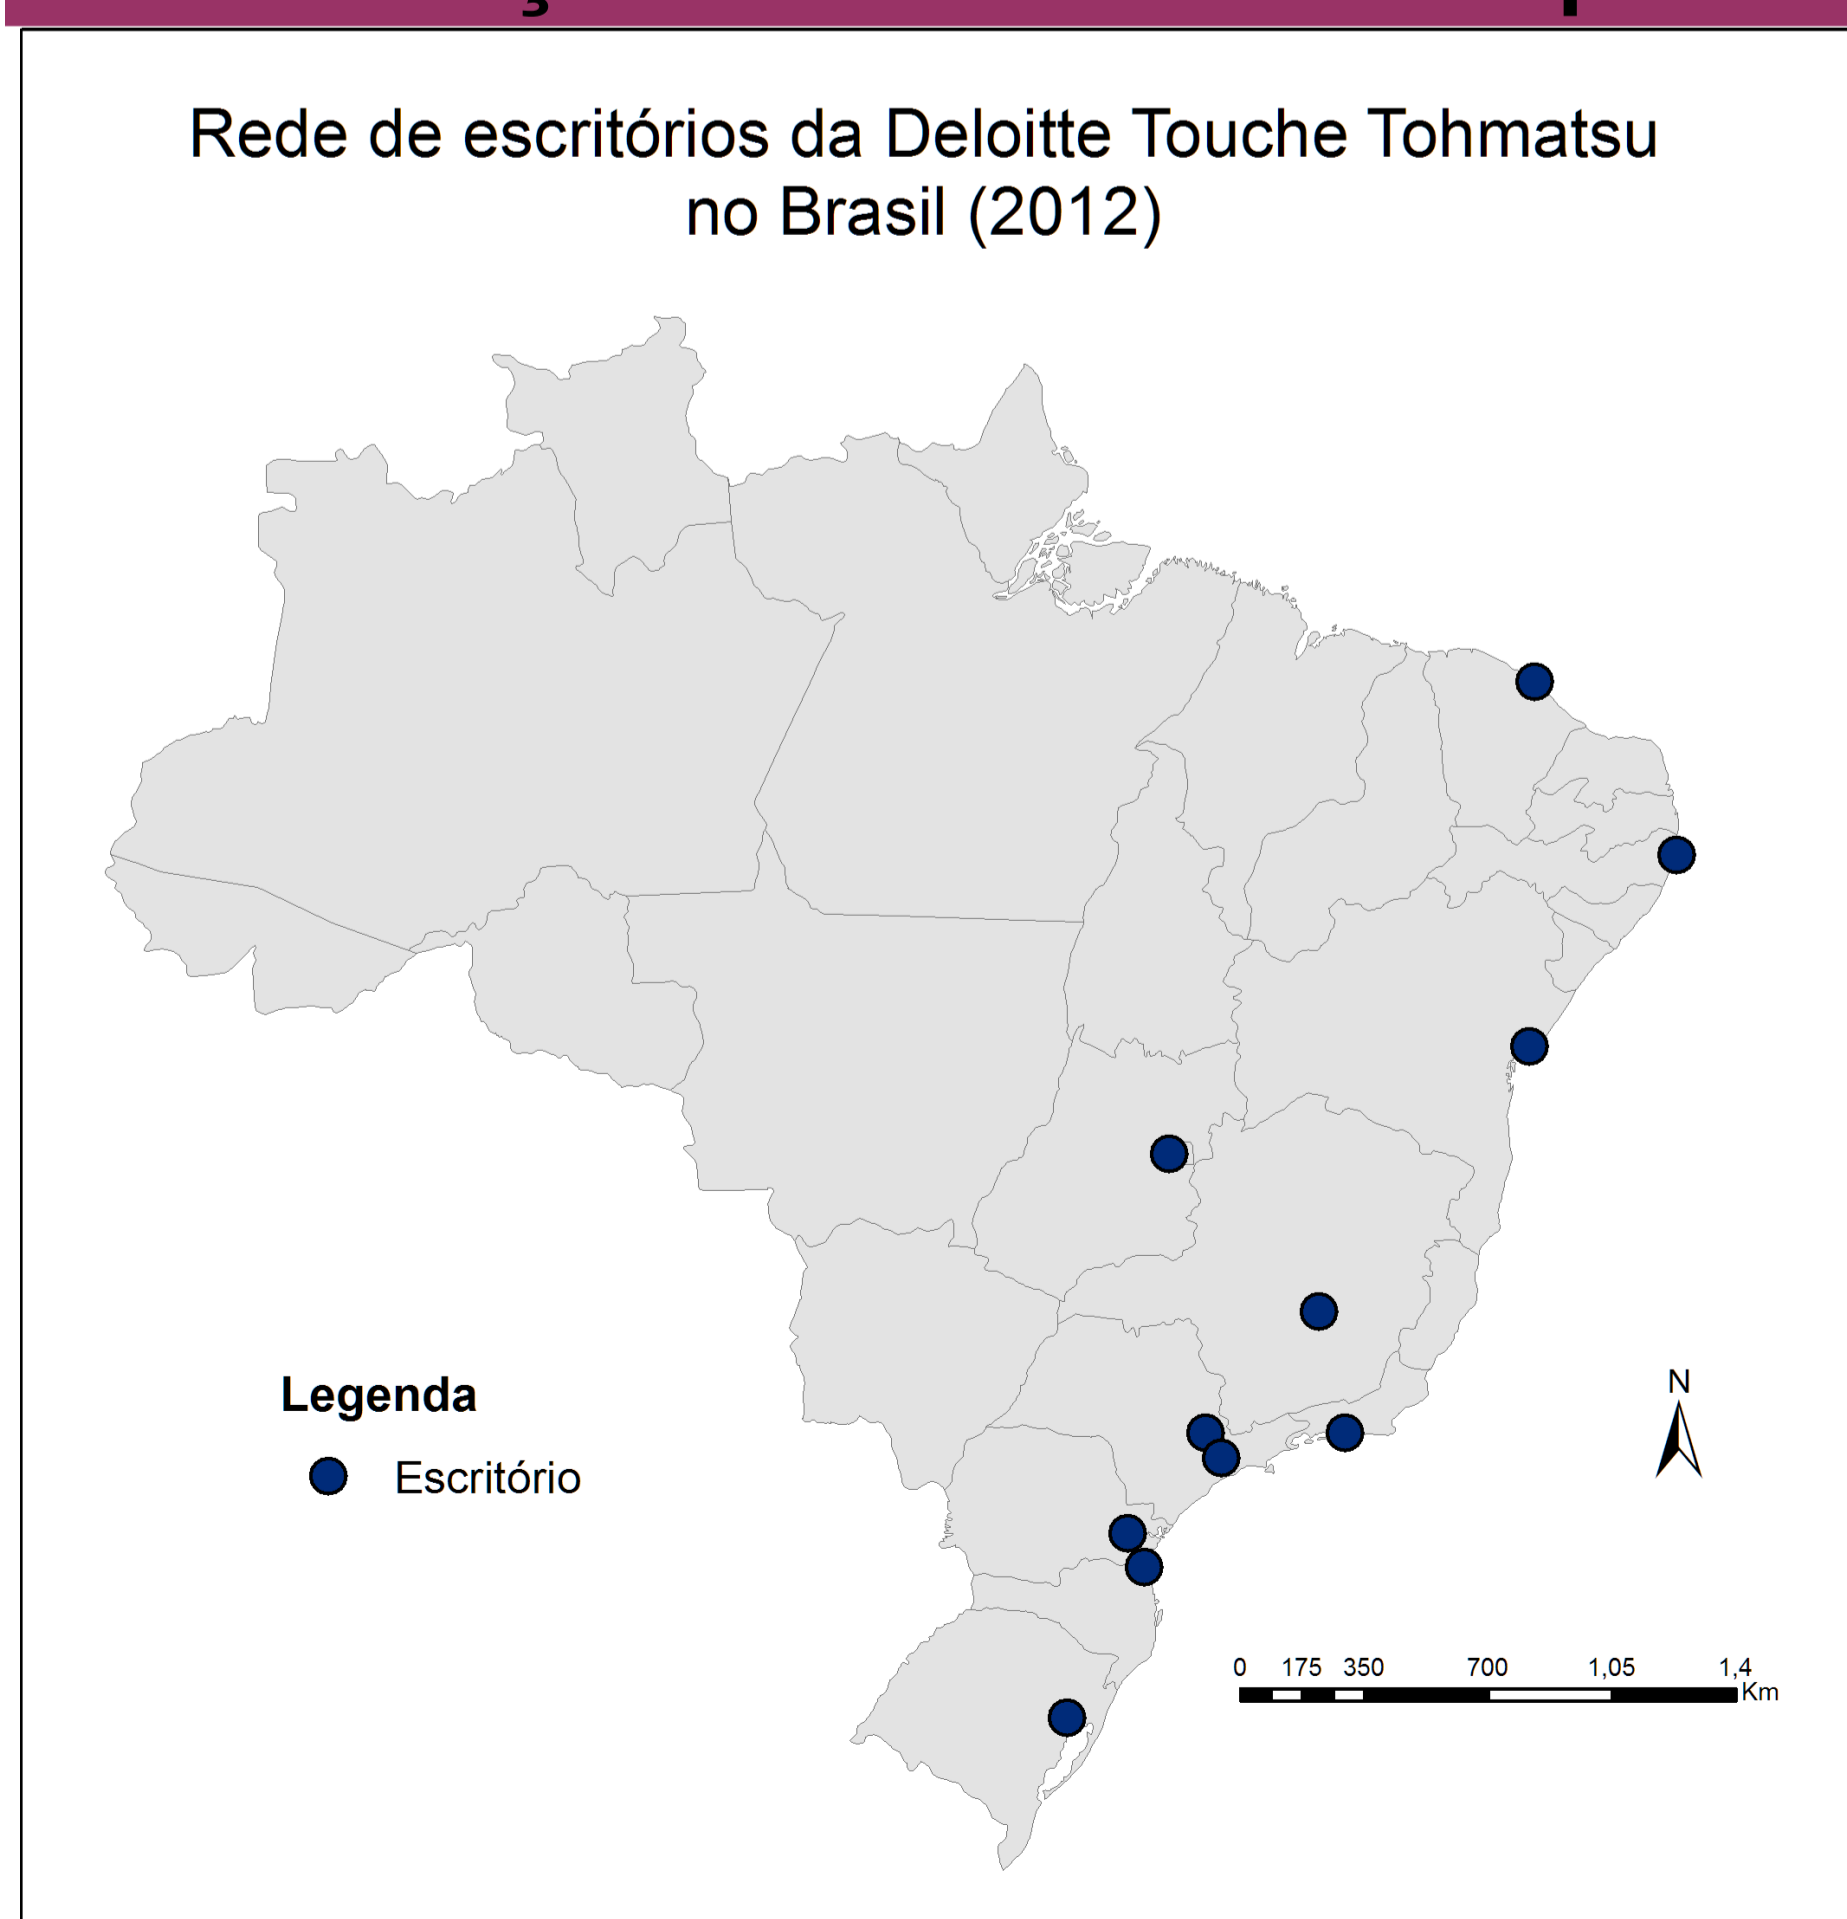 Rede de escritórios da Deloitte Touche Tohmatsu
no Brasil (2012)
Legenda
Escritório
N
0 175 350 700 1,05 1,4
Km